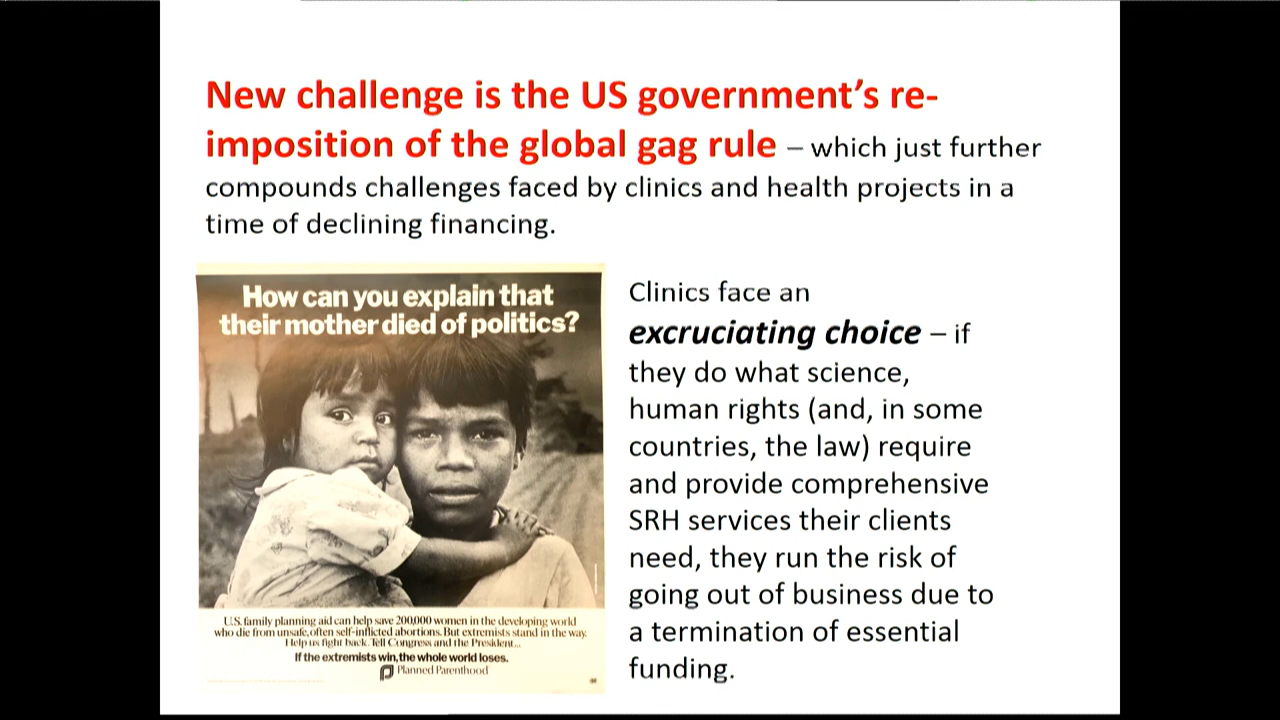 New challenge is the US government's re-
imposition of the global gag rule – which just further
compounds challenges faced by clinics and health projects in a
time of declining financing.
How can you explain that
their mother died of politics?
U.S. family planning aid can help save 200,000 women in the developing world
who die from unsafe, often self-inflicted abortions. But extremists stand in the way.
Help us fight back. Tell Congress and the President...
If the extremists win, the whole world loses.
Planned Parenthood
Clinics face an
excruciating choice – if
they do what science,
human rights (and, in some
countries, the law) require
and provide comprehensive
SRH services their clients
need, they run the risk of
going out of business due to
a termination of essential
funding.